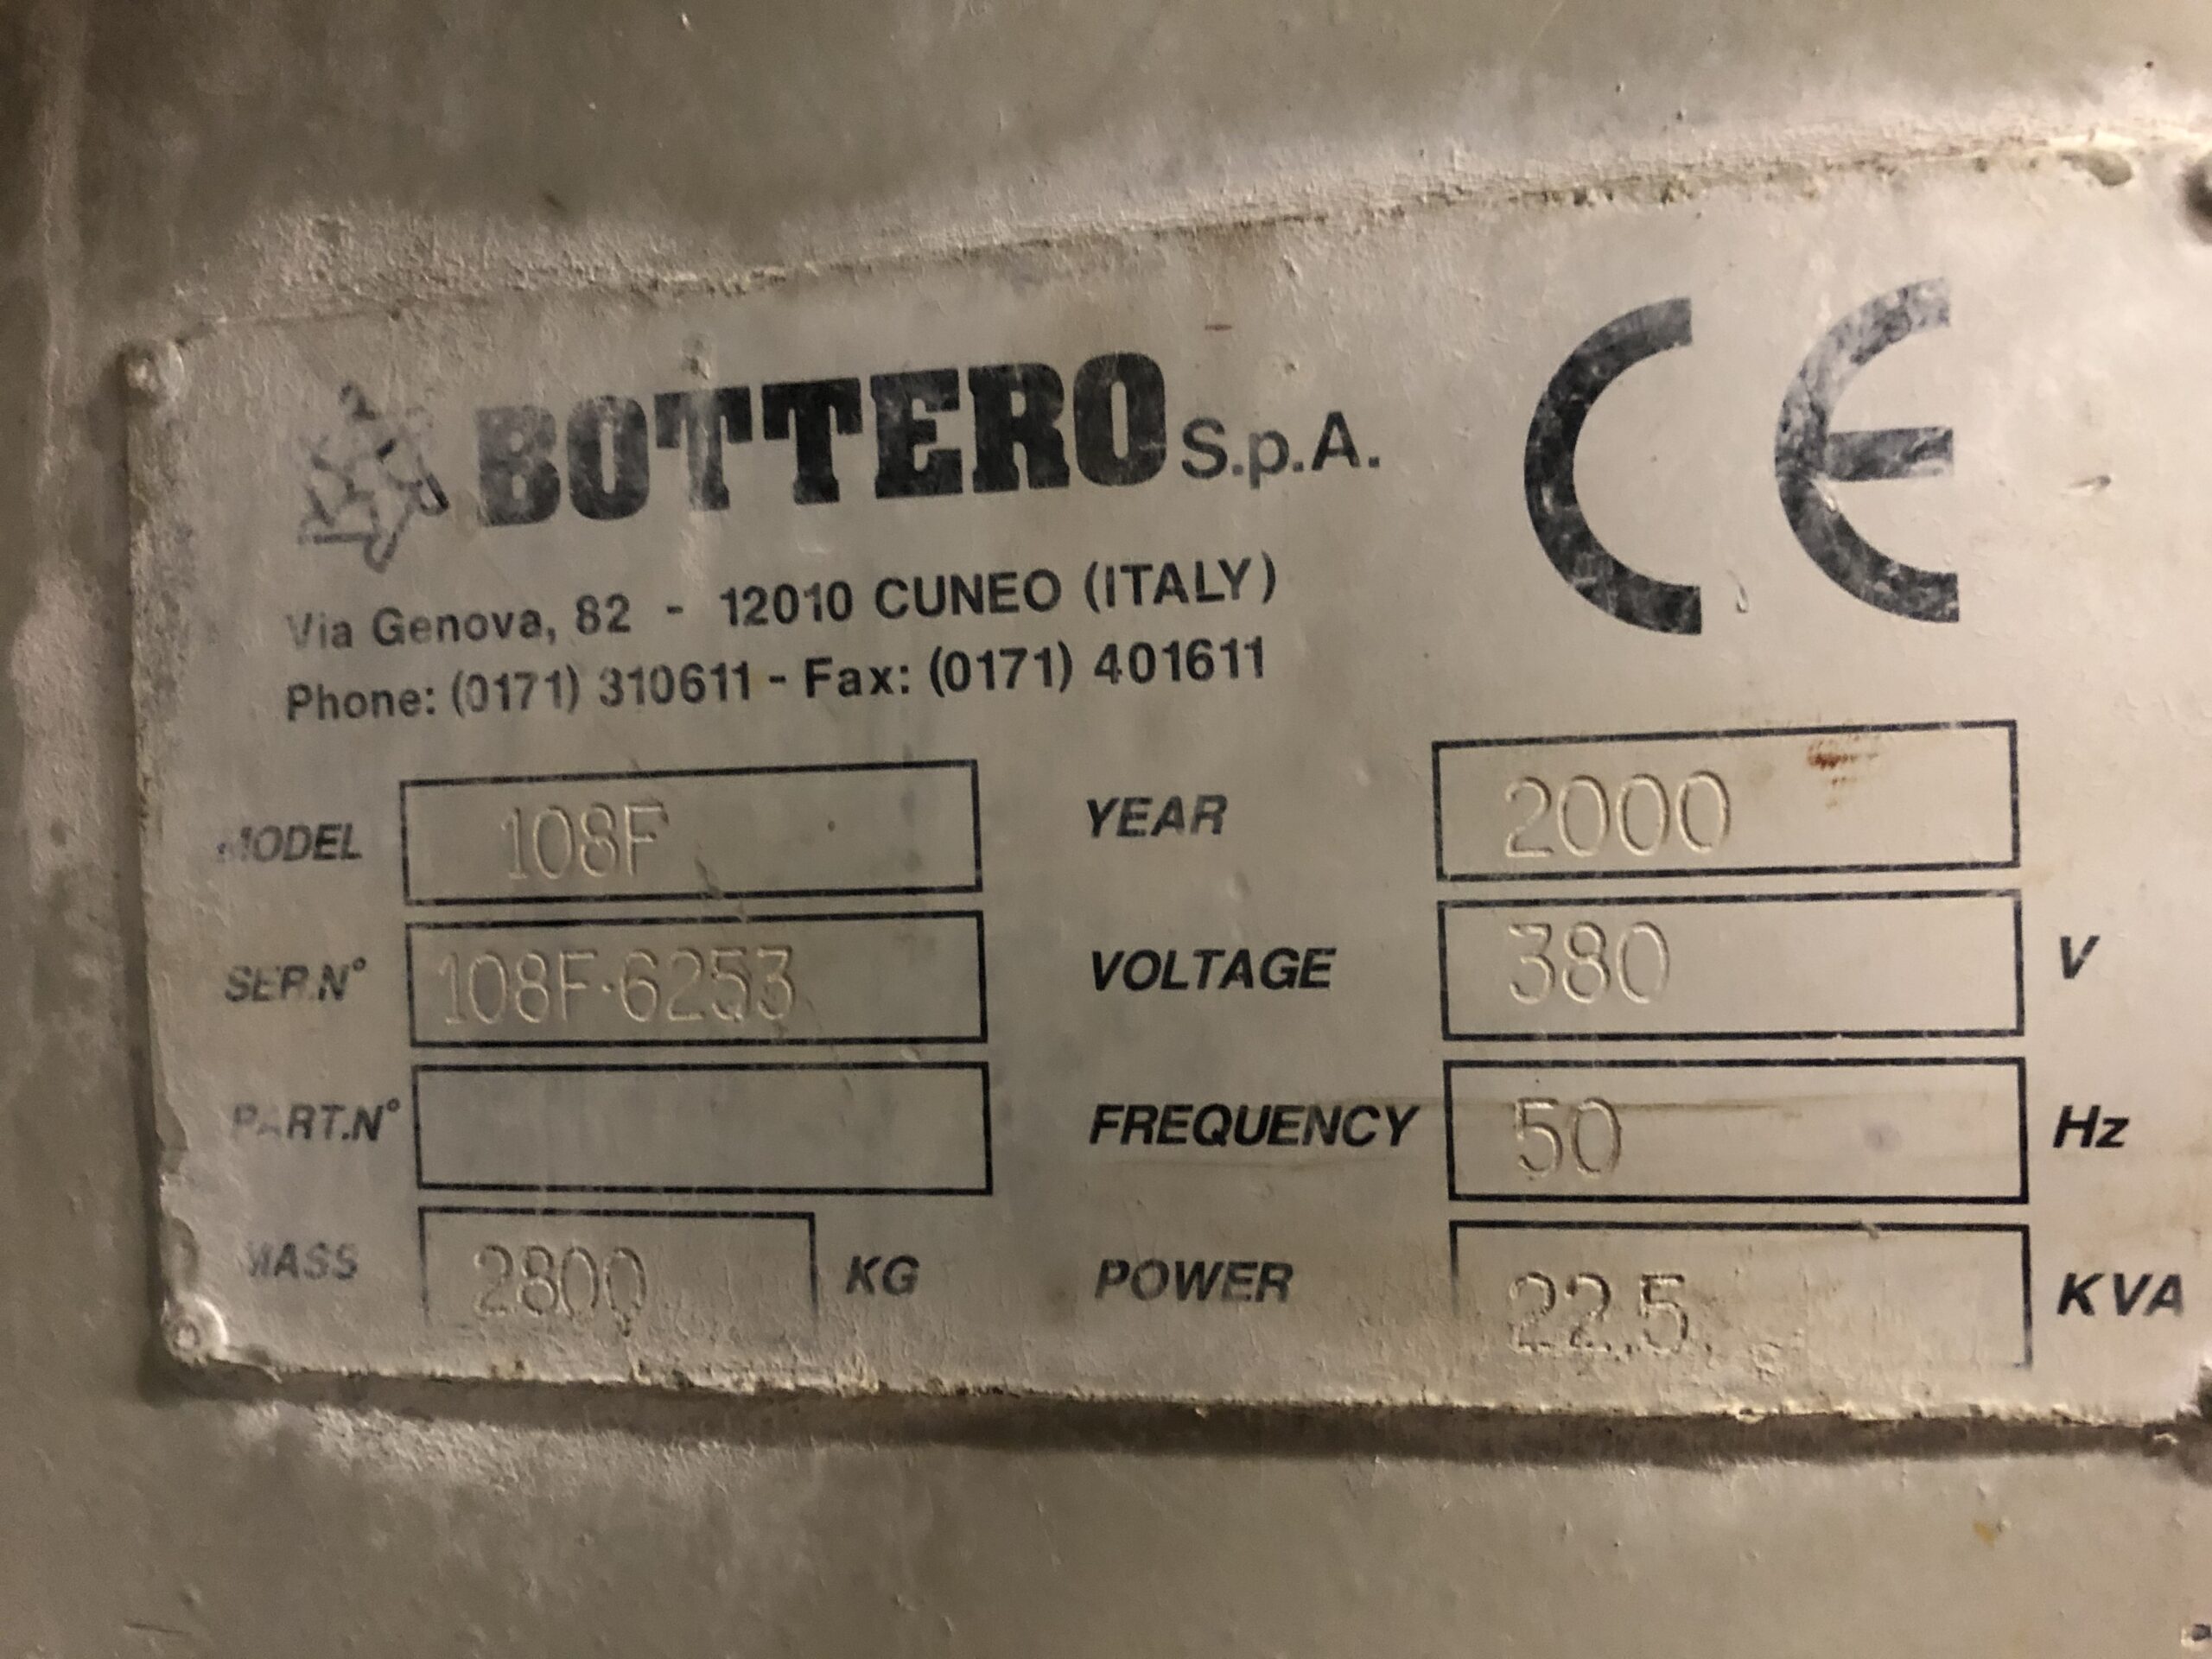 BOTTERO S.p.A.
CE
Via Genova, 82 - 12010 CUNEO (ITALY)
Phone: (0171) 310611 - Fax: (0171) 401611
MODEL 108F YEAR 2000
SER.N° 108F·6253 VOLTAGE 380 V
PART.N° FREQUENCY 50 Hz
MASS 2800 KG POWER 22.5 KVA